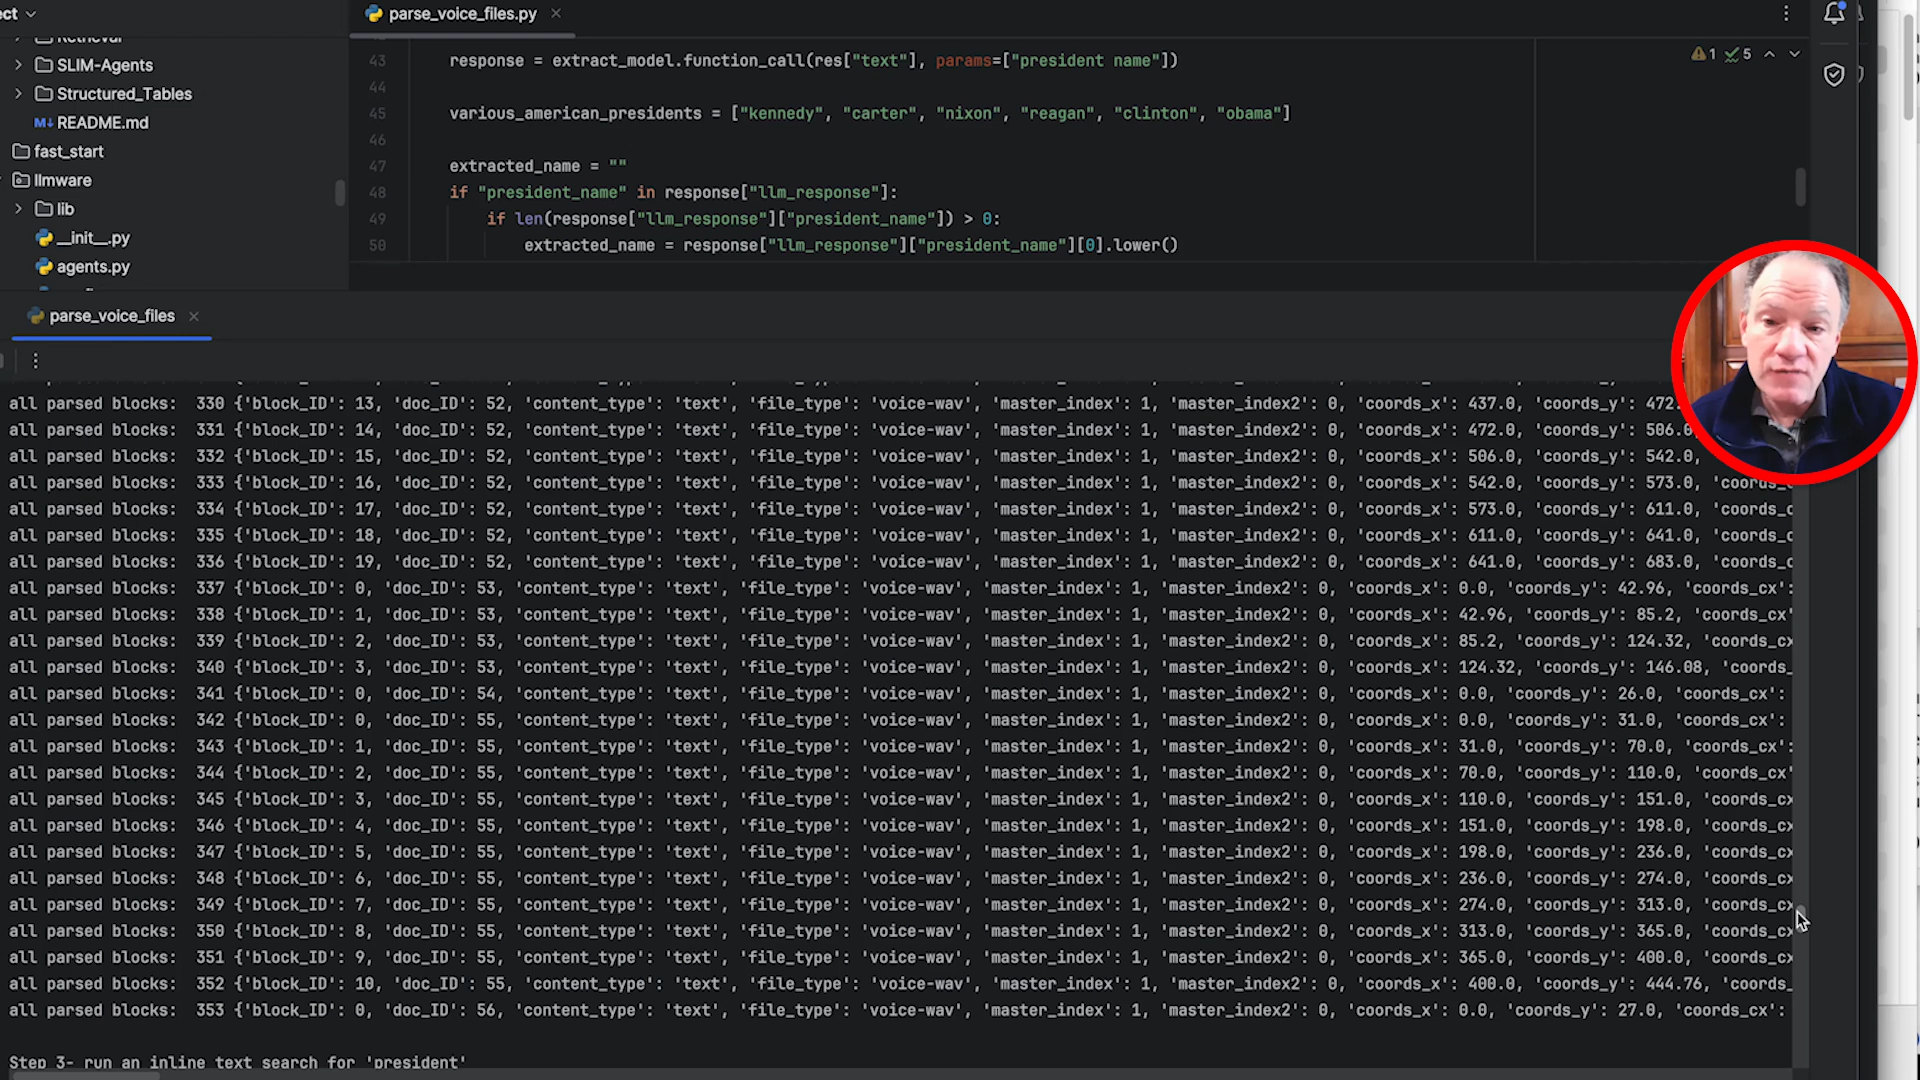 ect
parse_voice_files.py
Retrieval
SLIM-Agents
Structured_Tables
README.md
fast_start
llmware
lib
__init__.py
agents.py
43 response = extract_model.function_call(res["text"], params=["president name"])
1 5
44
45 various_american_presidents = ["kennedy", "carter", "nixon", "reagan", "clinton", "obama"]
46
47 extracted_name = ""
48 if "president_name" in response["llm_response"]:
49 if len(response["llm_response"]["president_name"]) > 0:
50 extracted_name = response["llm_response"]["president_name"][0].lower()
parse_voice_files
all parsed blocks: 330 {'block_ID': 13, 'doc_ID': 52, 'content_type': 'text', 'file_type': 'voice-wav', 'master_index': 1, 'master_index2': 0, 'coords_x': 437.0, 'coords_y': 472.
all parsed blocks: 331 {'block_ID': 14, 'doc_ID': 52, 'content_type': 'text', 'file_type': 'voice-wav', 'master_index': 1, 'master_index2': 0, 'coords_x': 472.0, 'coords_y': 506.0
all parsed blocks: 332 {'block_ID': 15, 'doc_ID': 52, 'content_type': 'text', 'file_type': 'voice-wav', 'master_index': 1, 'master_index2': 0, 'coords_x': 506.0, 'coords_y': 542.0,
all parsed blocks: 333 {'block_ID': 16, 'doc_ID': 52, 'content_type': 'text', 'file_type': 'voice-wav', 'master_index': 1, 'master_index2': 0, 'coords_x': 542.0, 'coords_y': 573.0, 'coords_c
all parsed blocks: 334 {'block_ID': 17, 'doc_ID': 52, 'content_type': 'text', 'file_type': 'voice-wav', 'master_index': 1, 'master_index2': 0, 'coords_x': 573.0, 'coords_y': 611.0, 'coords_c
all parsed blocks: 335 {'block_ID': 18, 'doc_ID': 52, 'content_type': 'text', 'file_type': 'voice-wav', 'master_index': 1, 'master_index2': 0, 'coords_x': 611.0, 'coords_y': 641.0, 'coords_c
all parsed blocks: 336 {'block_ID': 19, 'doc_ID': 52, 'content_type': 'text', 'file_type': 'voice-wav', 'master_index': 1, 'master_index2': 0, 'coords_x': 641.0, 'coords_y': 683.0, 'coords_c
all parsed blocks: 337 {'block_ID': 0, 'doc_ID': 53, 'content_type': 'text', 'file_type': 'voice-wav', 'master_index': 1, 'master_index2': 0, 'coords_x': 0.0, 'coords_y': 42.96, 'coords_cx':
all parsed blocks: 338 {'block_ID': 1, 'doc_ID': 53, 'content_type': 'text', 'file_type': 'voice-wav', 'master_index': 1, 'master_index2': 0, 'coords_x': 42.96, 'coords_y': 85.2, 'coords_cx'
all parsed blocks: 339 {'block_ID': 2, 'doc_ID': 53, 'content_type': 'text', 'file_type': 'voice-wav', 'master_index': 1, 'master_index2': 0, 'coords_x': 85.2, 'coords_y': 124.32, 'coords_cx
all parsed blocks: 340 {'block_ID': 3, 'doc_ID': 53, 'content_type': 'text', 'file_type': 'voice-wav', 'master_index': 1, 'master_index2': 0, 'coords_x': 124.32, 'coords_y': 146.08, 'coords_
all parsed blocks: 341 {'block_ID': 0, 'doc_ID': 54, 'content_type': 'text', 'file_type': 'voice-wav', 'master_index': 1, 'master_index2': 0, 'coords_x': 0.0, 'coords_y': 26.0, 'coords_cx':
all parsed blocks: 342 {'block_ID': 0, 'doc_ID': 55, 'content_type': 'text', 'file_type': 'voice-wav', 'master_index': 1, 'master_index2': 0, 'coords_x': 0.0, 'coords_y': 31.0, 'coords_cx':
all parsed blocks: 343 {'block_ID': 1, 'doc_ID': 55, 'content_type': 'text', 'file_type': 'voice-wav', 'master_index': 1, 'master_index2': 0, 'coords_x': 31.0, 'coords_y': 70.0, 'coords_cx':
all parsed blocks: 344 {'block_ID': 2, 'doc_ID': 55, 'content_type': 'text', 'file_type': 'voice-wav', 'master_index': 1, 'master_index2': 0, 'coords_x': 70.0, 'coords_y': 110.0, 'coords_cx'
all parsed blocks: 345 {'block_ID': 3, 'doc_ID': 55, 'content_type': 'text', 'file_type': 'voice-wav', 'master_index': 1, 'master_index2': 0, 'coords_x': 110.0, 'coords_y': 151.0, 'coords_cx
all parsed blocks: 346 {'block_ID': 4, 'doc_ID': 55, 'content_type': 'text', 'file_type': 'voice-wav', 'master_index': 1, 'master_index2': 0, 'coords_x': 151.0, 'coords_y': 198.0, 'coords_cx
all parsed blocks: 347 {'block_ID': 5, 'doc_ID': 55, 'content_type': 'text', 'file_type': 'voice-wav', 'master_index': 1, 'master_index2': 0, 'coords_x': 198.0, 'coords_y': 236.0, 'coords_cx
all parsed blocks: 348 {'block_ID': 6, 'doc_ID': 55, 'content_type': 'text', 'file_type': 'voice-wav', 'master_index': 1, 'master_index2': 0, 'coords_x': 236.0, 'coords_y': 274.0, 'coords_cx
all parsed blocks: 349 {'block_ID': 7, 'doc_ID': 55, 'content_type': 'text', 'file_type': 'voice-wav', 'master_index': 1, 'master_index2': 0, 'coords_x': 274.0, 'coords_y': 313.0, 'coords_cx
all parsed blocks: 350 {'block_ID': 8, 'doc_ID': 55, 'content_type': 'text', 'file_type': 'voice-wav', 'master_index': 1, 'master_index2': 0, 'coords_x': 313.0, 'coords_y': 365.0, 'coords_cx
all parsed blocks: 351 {'block_ID': 9, 'doc_ID': 55, 'content_type': 'text', 'file_type': 'voice-wav', 'master_index': 1, 'master_index2': 0, 'coords_x': 365.0, 'coords_y': 400.0, 'coords_cx
all parsed blocks: 352 {'block_ID': 10, 'doc_ID': 55, 'content_type': 'text', 'file_type': 'voice-wav', 'master_index': 1, 'master_index2': 0, 'coords_x': 400.0, 'coords_y': 444.76, 'coords_
all parsed blocks: 353 {'block_ID': 0, 'doc_ID': 56, 'content_type': 'text', 'file_type': 'voice-wav', 'master_index': 1, 'master_index2': 0, 'coords_x': 0.0, 'coords_y': 27.0, 'coords_cx':
Step 3- run an inline text search for 'president'